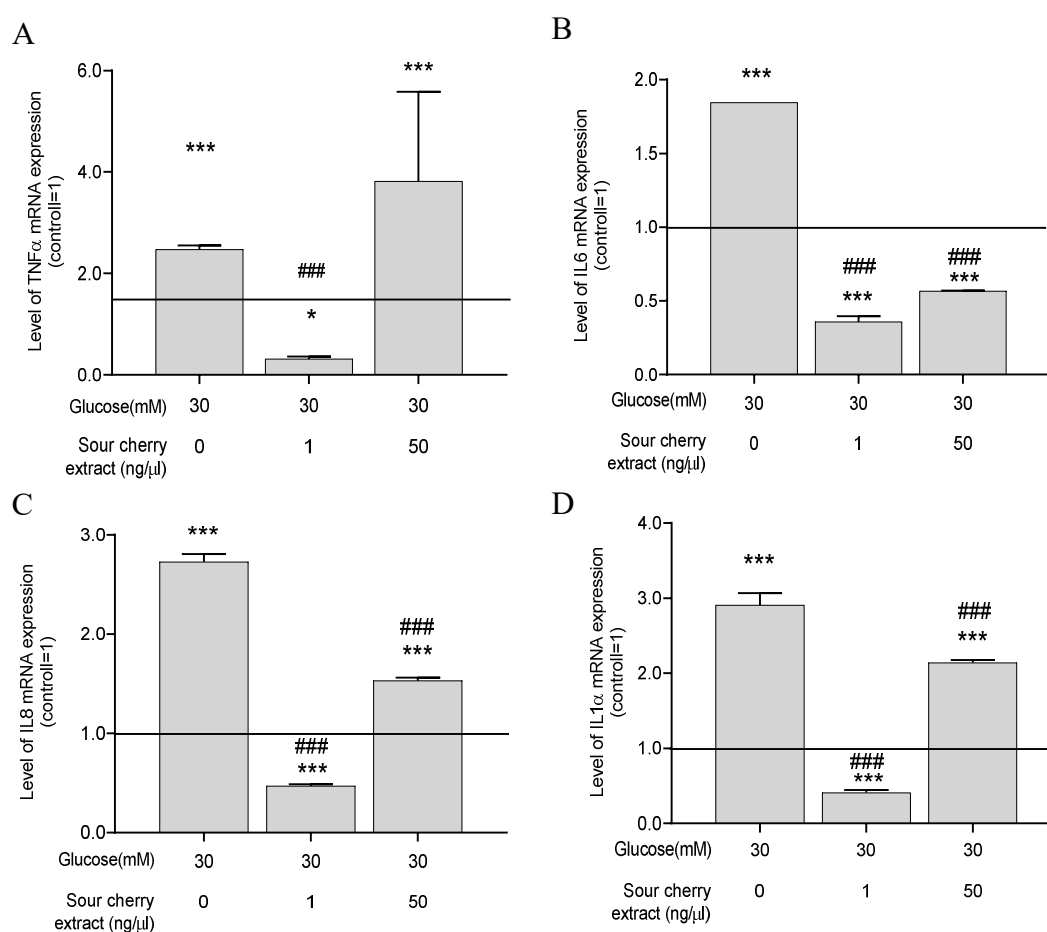 A
Level of TNFα mRNA expression
(controll=1)
6.0
4.0
2.0
0.0
***
###
*
***
Glucose(mM) 30 30 30
Sour cherry
extract (ng/µl) 0 1 50
B
Level of IL6 mRNA expression
(controll=1)
2.0
1.5
1.0
0.5
0.0
***
###
***
###
***
Glucose(mM) 30 30 30
Sour cherry
extract (ng/µl) 0 1 50
C
Level of IL8 mRNA expression
(controll=1)
3.0
2.0
1.0
0.0
***
###
***
###
***
Glucose(mM) 30 30 30
Sour cherry
extract (ng/µl) 0 1 50
D
Level of IL1α mRNA expression
(controll=1)
4.0
3.0
2.0
1.0
0.0
***
###
***
###
***
Glucose(mM) 30 30 30
Sour cherry
extract (ng/µl) 0 1 50